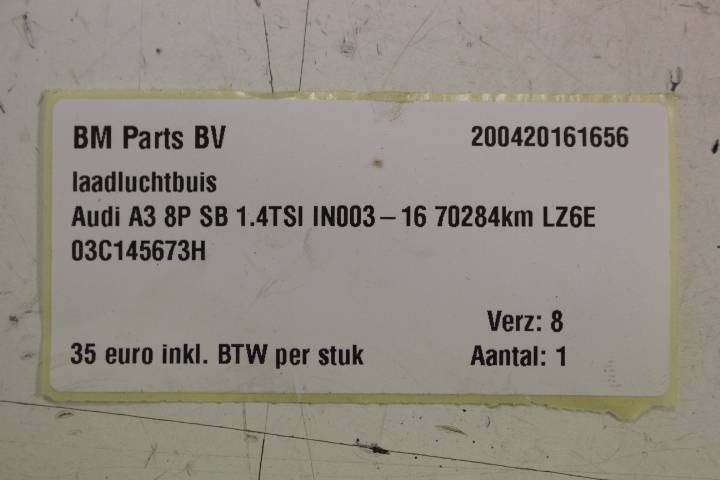 BM Parts BV 200420161656
laadluchtbuis
Audi A3 8P SB 1.4TSI IN003-16 70284km LZ6E
03C145673H
Verz: 8
35 euro inkl. BTW per stuk Aantal: 1